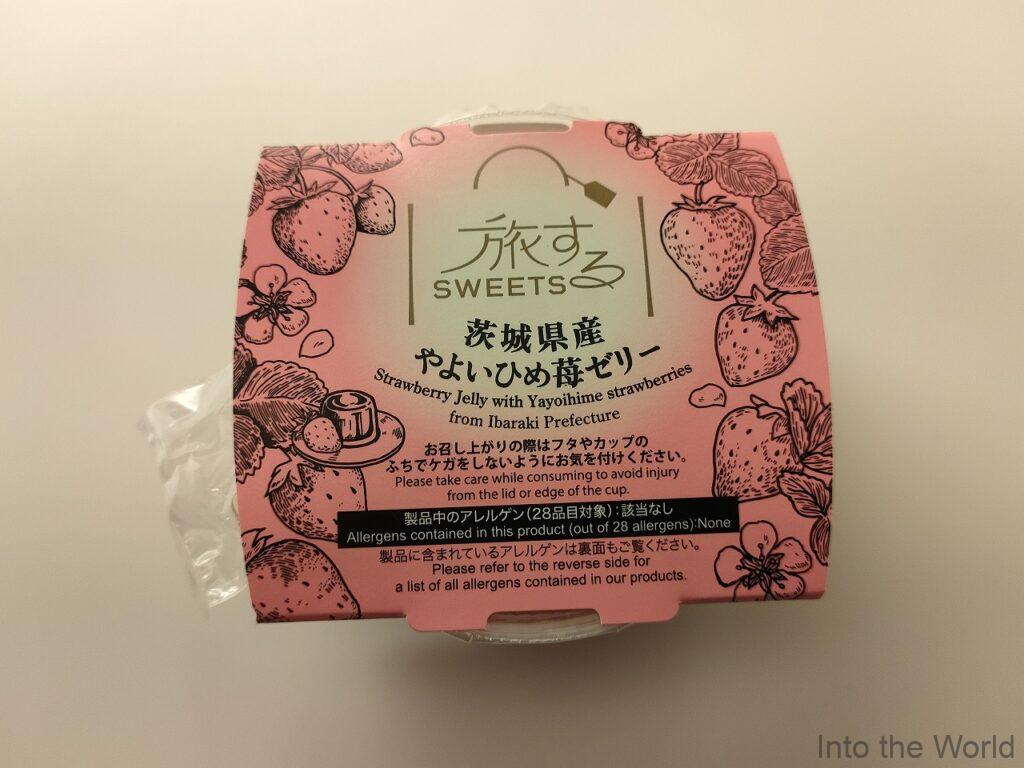 旅する
SWEETS
茨城県産
やよいひめ苺ゼリー
Strawberry Jelly with Yayoihime strawberries
from Ibaraki Prefecture
お召し上がりの際はフタやカップの
ふちでケガをしないようにお気を付けください。
Please take care while consuming to avoid injury
from the lid or edge of the cup.
製品中のアレルゲン(28品目対象):該当なし
Allergens contained in this product (out of 28 allergens):None
製品に含まれているアレルゲンは裏面もご覧ください。
Please refer to the reverse side for
a list of all allergens contained in our products.
Into the World